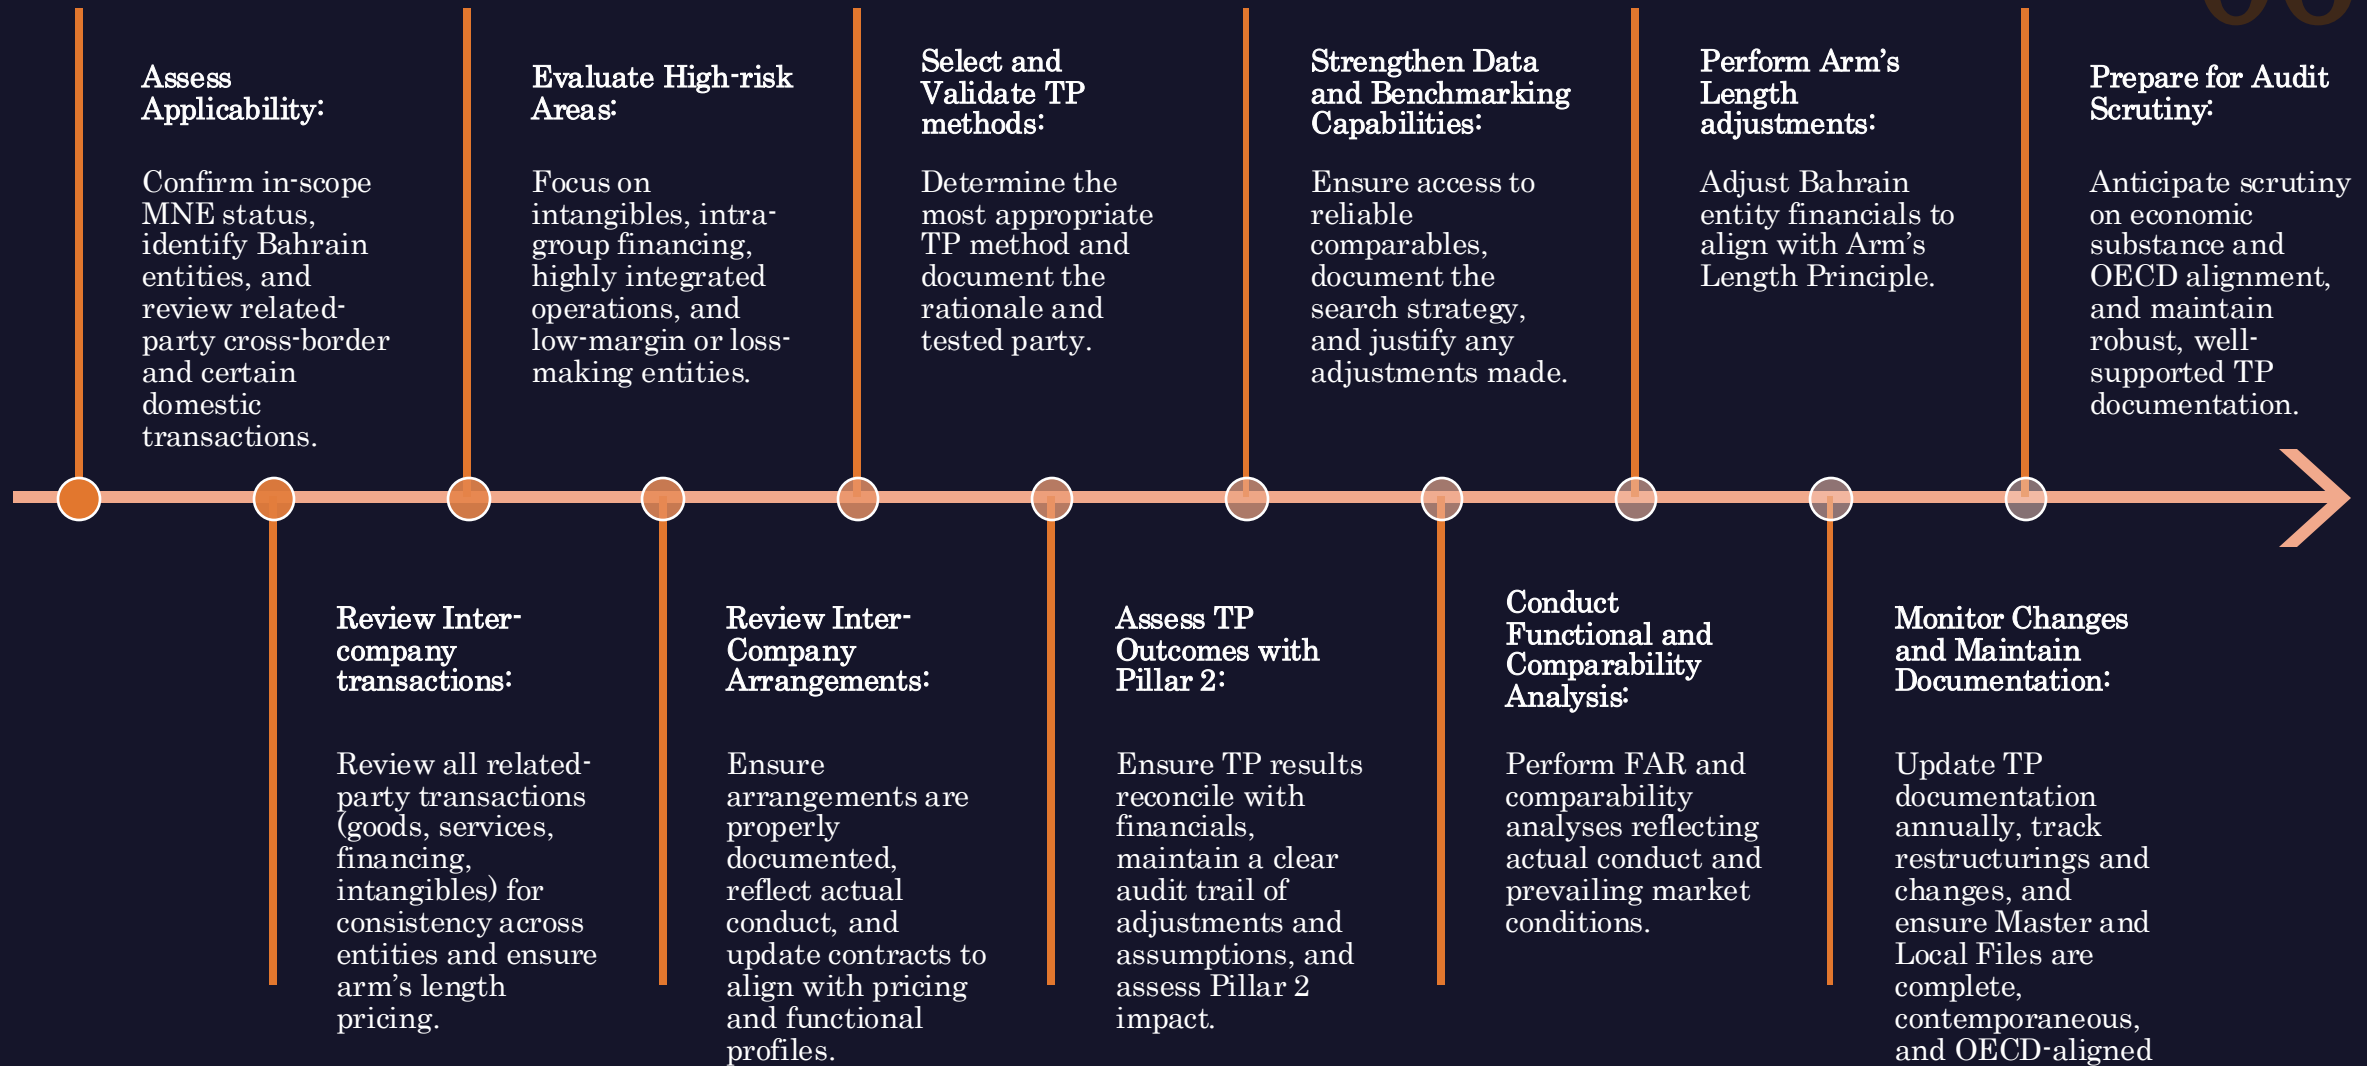 Assess
Applicability:
Confirm in-scope
MNE status,
identify Bahrain
entities, and
review related-
party cross-border
and certain
domestic
transactions.
Review Inter-
company
transactions:
Review all related-
party transactions
(goods, services,
financing,
intangibles) for
consistency across
entities and ensure
arm’s length
pricing.
Evaluate High-risk
Areas:
Focus on
intangibles, intra-
group financing,
highly integrated
operations, and
low-margin or loss-
making entities.
Review Inter-
Company
Arrangements:
Ensure
arrangements are
properly
documented,
reflect actual
conduct, and
update contracts to
align with pricing
and functional
profiles.
Select and
Validate TP
methods:
Determine the
most appropriate
TP method and
document the
rationale and
tested party.
Assess TP
Outcomes with
Pillar 2:
Ensure TP results
reconcile with
financials,
maintain a clear
audit trail of
adjustments and
assumptions, and
assess Pillar 2
impact.
Strengthen Data
and Benchmarking
Capabilities:
Ensure access to
reliable
comparables,
document the
search strategy,
and justify any
adjustments made.
Conduct
Functional and
Comparability
Analysis:
Perform FAR and
comparability
analyses reflecting
actual conduct and
prevailing market
conditions.
Perform Arm’s
Length
adjustments:
Adjust Bahrain
entity financials to
align with Arm’s
Length Principle.
Monitor Changes
and Maintain
Documentation:
Update TP
documentation
annually, track
restructurings and
changes, and
ensure Master and
Local Files are
complete,
contemporaneous,
and OECD-aligned
Prepare for Audit
Scrutiny:
Anticipate scrutiny
on economic
substance and
OECD alignment,
and maintain
robust, well-
supported TP
documentation.